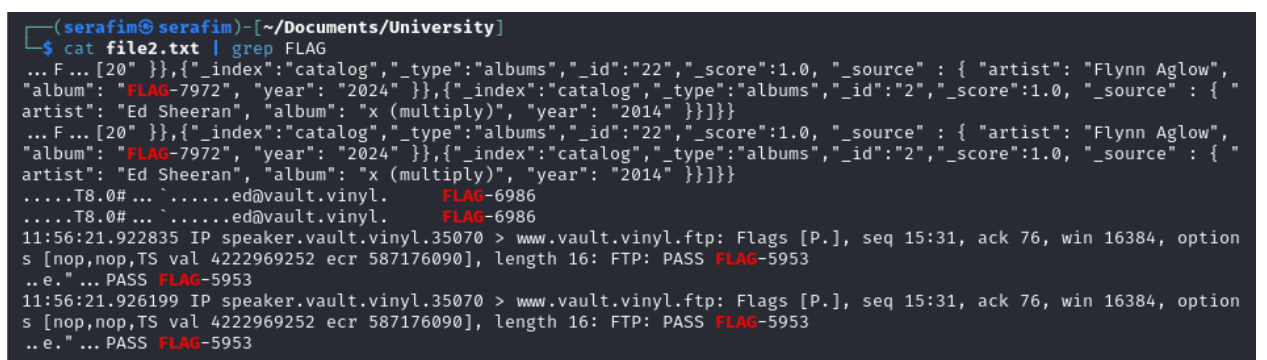 ┌──(serafim㉿serafim)-[~/Documents/University]
└─$ cat file2.txt | grep FLAG
...F...[20" }},{"_index":"catalog","_type":"albums","_id":"22","_score":1.0, "_source" : { "artist": "Flynn Aglow",
"album": "FLAG-7972", "year": "2024" }},{"_index":"catalog","_type":"albums","_id":"2","_score":1.0, "_source" : { "
artist": "Ed Sheeran", "album": "x (multiply)", "year": "2014" }}]}}
...F...[20" }},{"_index":"catalog","_type":"albums","_id":"22","_score":1.0, "_source" : { "artist": "Flynn Aglow",
"album": "FLAG-7972", "year": "2024" }},{"_index":"catalog","_type":"albums","_id":"2","_score":1.0, "_source" : { "
artist": "Ed Sheeran", "album": "x (multiply)", "year": "2014" }}]}}
.....T8.0#...`......ed@vault.vinyl.    FLAG-6986
.....T8.0#...`......ed@vault.vinyl.    FLAG-6986
11:56:21.922835 IP speaker.vault.vinyl.35070 > www.vault.vinyl.ftp: Flags [P.], seq 15:31, ack 76, win 16384, option
s [nop,nop,TS val 4222969252 ecr 587176090], length 16: FTP: PASS FLAG-5953
..e."...PASS FLAG-5953
11:56:21.926199 IP speaker.vault.vinyl.35070 > www.vault.vinyl.ftp: Flags [P.], seq 15:31, ack 76, win 16384, option
s [nop,nop,TS val 4222969252 ecr 587176090], length 16: FTP: PASS FLAG-5953
..e."...PASS FLAG-5953